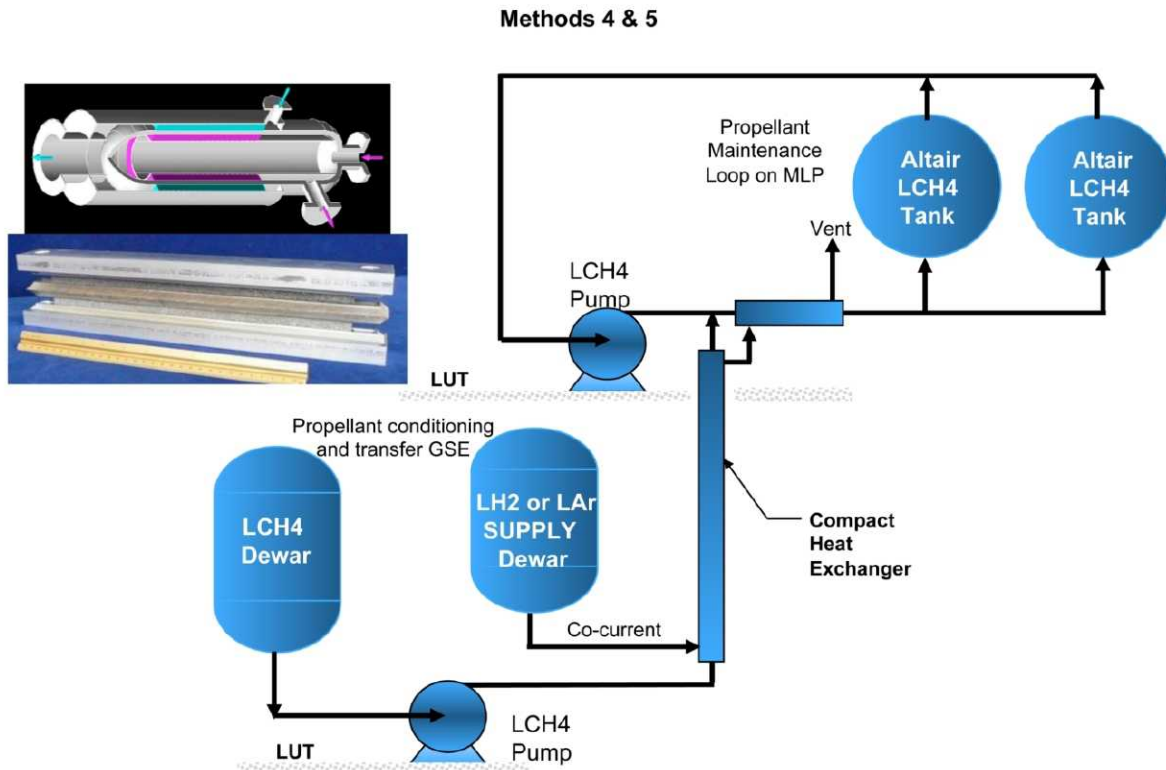 Methods 4 & 5
Propellant
Maintenance
Loop on MLP
Altair
LCH4
Tank
Altair
LCH4
Tank
Vent
LCH4
Pump
LUT
Propellant conditioning
and transfer GSE
LCH4
Dewar
LH2 or LAr
SUPPLY
Dewar
Compact
Heat
Exchanger
Co-current
LCH4
Pump
LUT